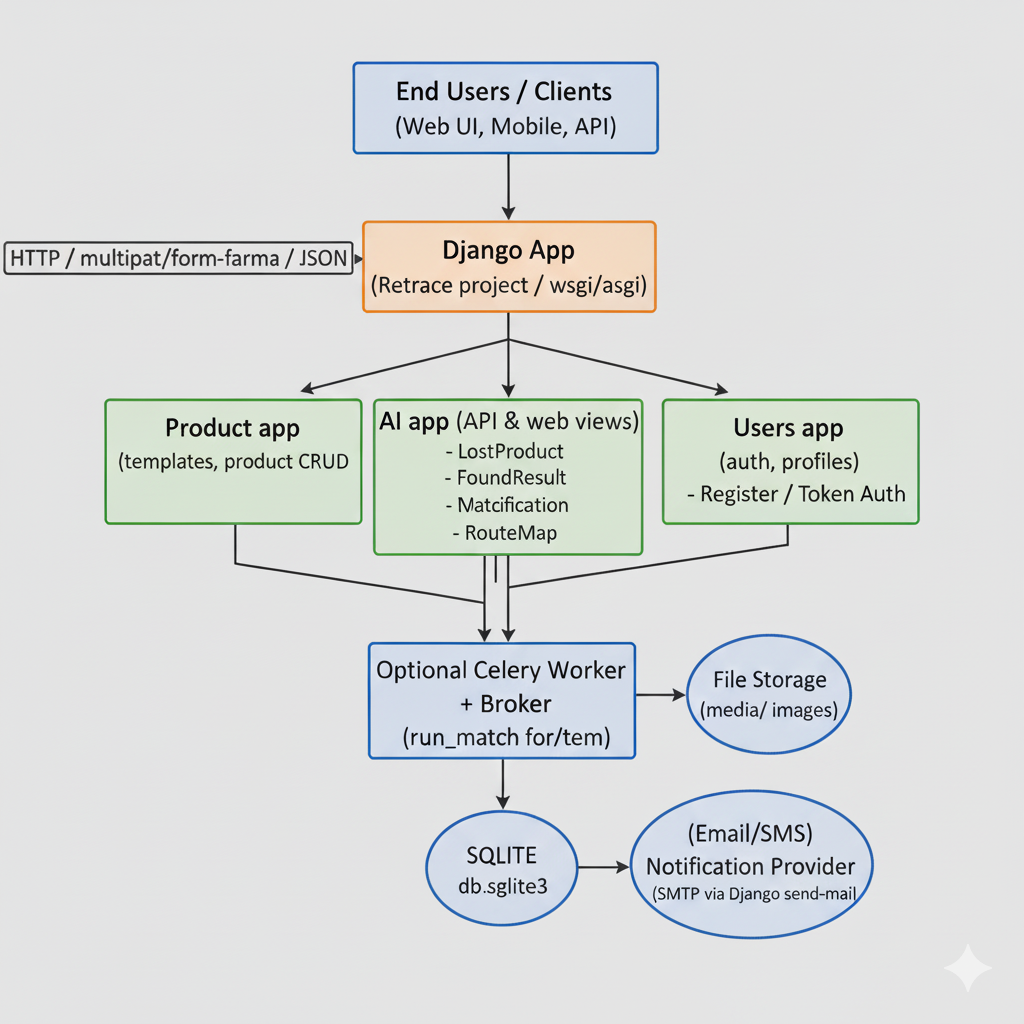 End Users / Clients
(Web UI, Mobile, API)
HTTP / multipat/form-farma / JSON
Django App
(Retrace project / wsgi/asgi)
Product app
(templates, product CRUD
AI app (API & web views)
- LostProduct
- FoundResult
- Matcification
- RouteMap
Users app
(auth, profiles)
- Register / Token Auth
Optional Celery Worker
+ Broker
(run_match for/tem)
File Storage
(media/ images)
SQLITE
db.sglite3
(Email/SMS)
Notification Provider
(SMTP via Django send-mail